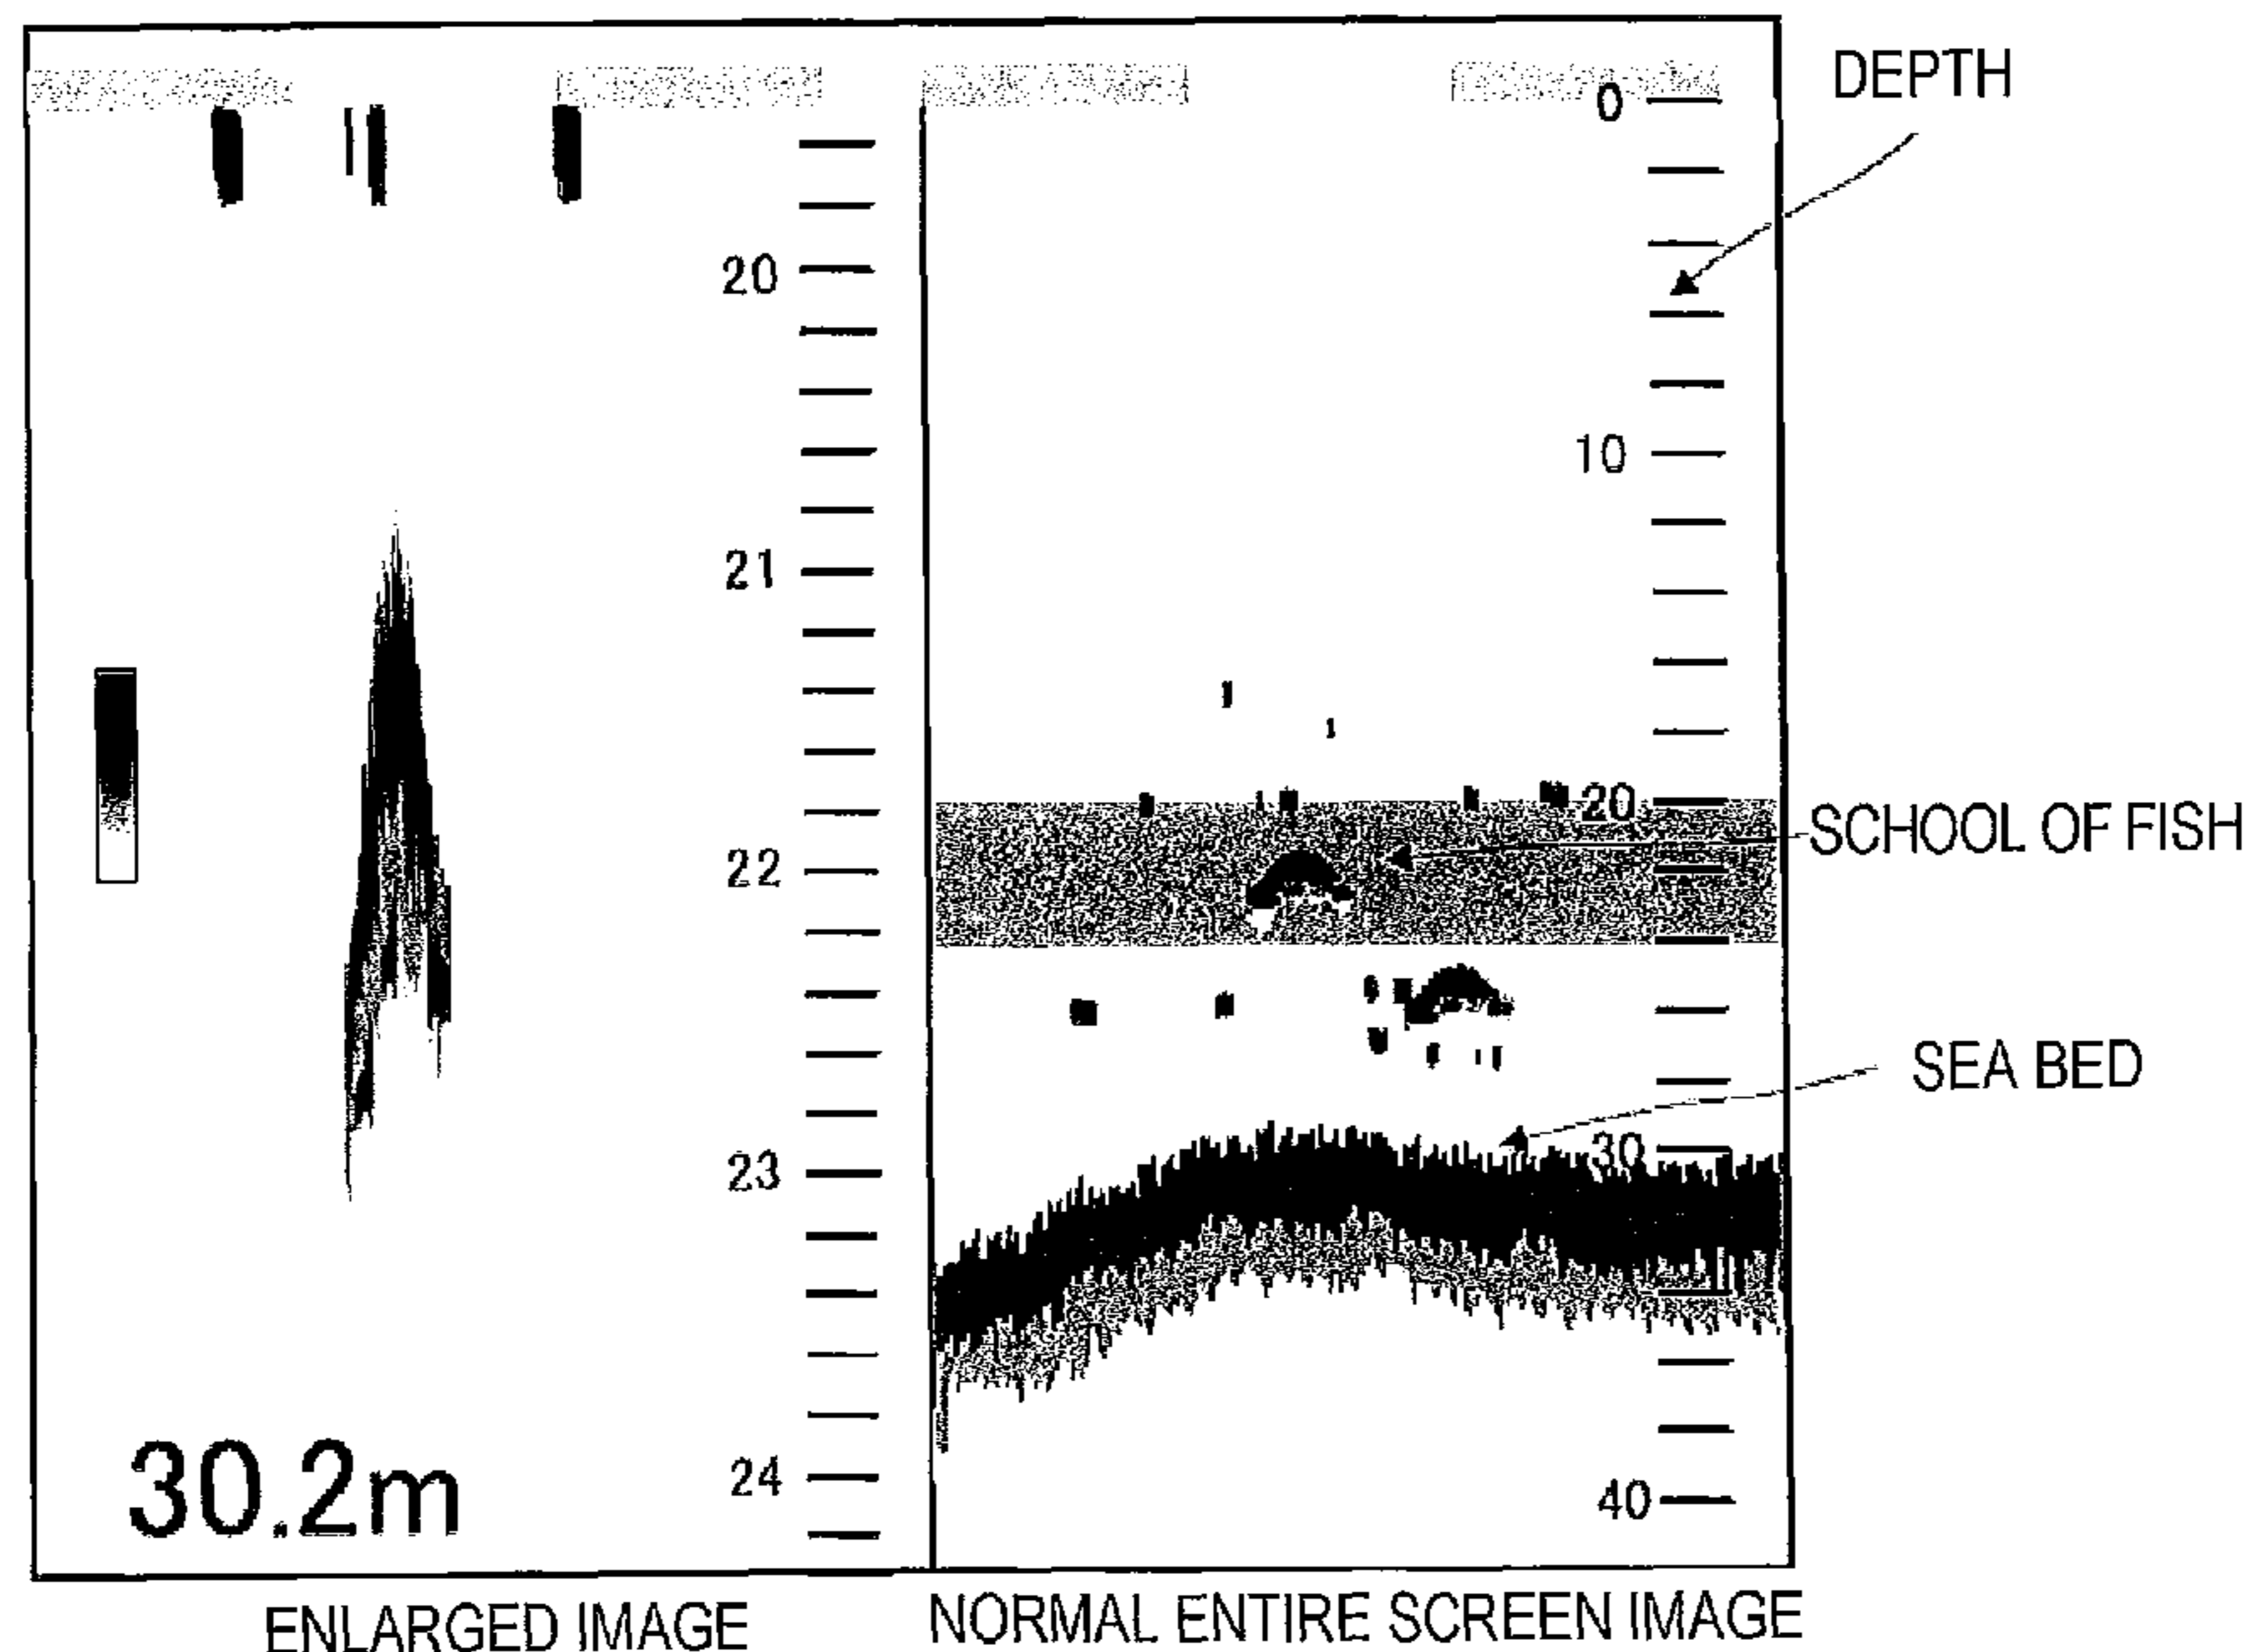 DEPTH
0
10
20
SCHOOL OF FISH
SEA BED
30
40
20
21
22
23
24
30.2m
ENLARGED IMAGE
NORMAL ENTIRE SCREEN IMAGE